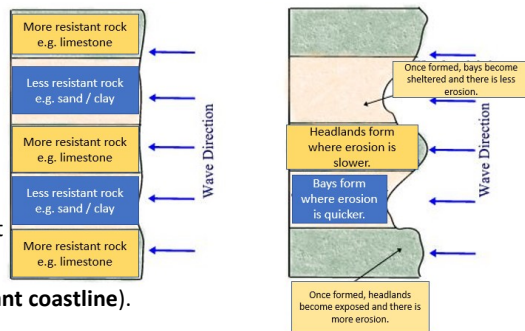 More resistant rock
e.g. limestone
Less resistant rock
e.g. sand / clay
More resistant rock
e.g. limestone
Less resistant rock
e.g. sand / clay
More resistant rock
e.g. limestone
Wave Direction
ant coastline).
Once formed, bays become
sheltered and there is less
erosion.
Headlands form
where erosion is
slower.
Bays form
where erosion
is quicker.
Wave Direction
Once formed, headlands
become exposed and there is
more erosion.